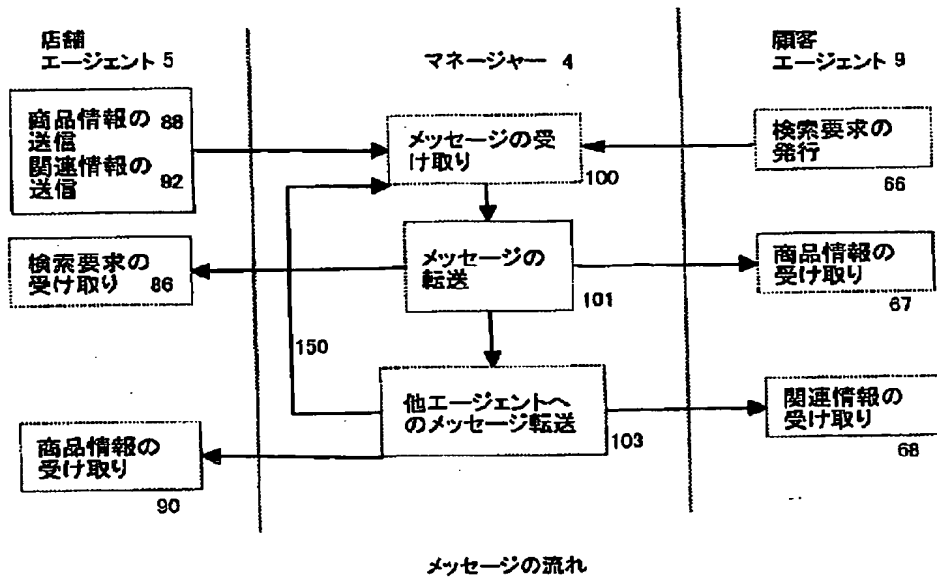 店舗
エージェント 5
マネージャー 4
顧客
エージェント 9
商品情報の 88
送信
関連情報の 92
送信
メッセージの受
け取り
100
検索要求の
発行
66
検索要求の
受け取り 86
メッセージの
転送
101
商品情報の
受け取り
67
150
他エージェントへ
のメッセージ転送
103
関連情報の
受け取り
68
商品情報の
受け取り
90
メッセージの流れ